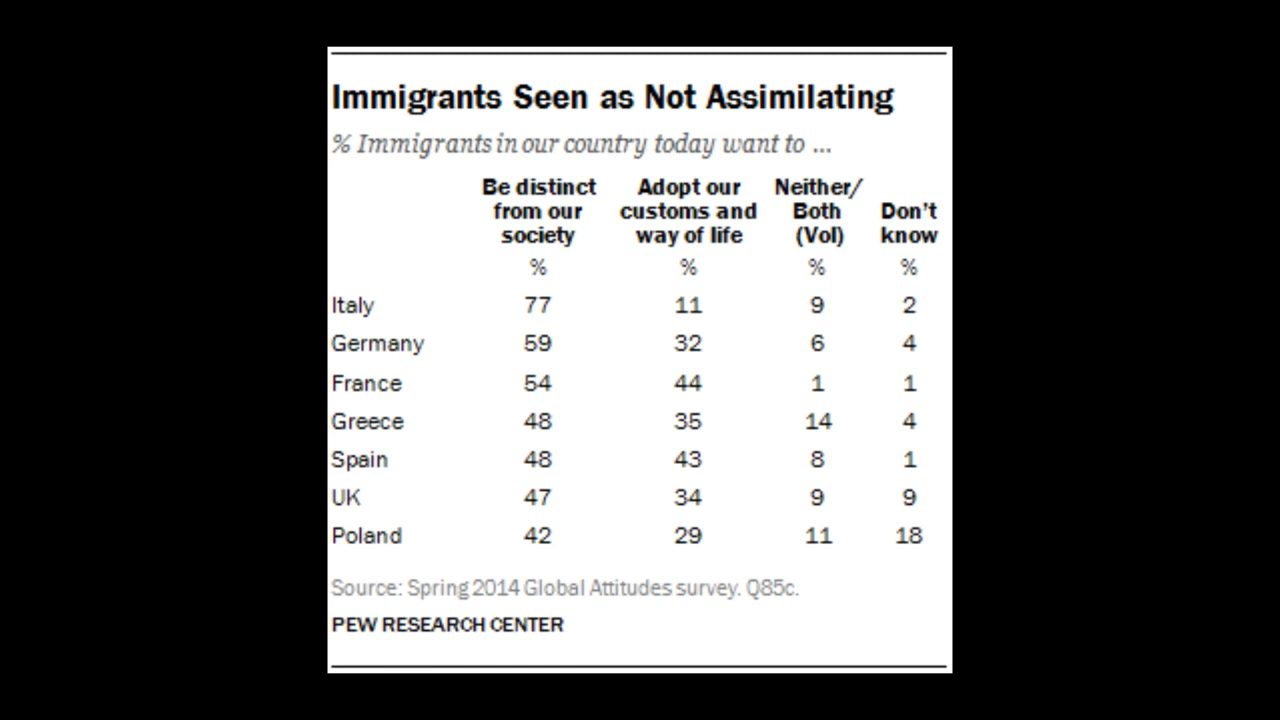 Immigrants Seen as Not Assimilating
% Immigrants in our country today want to ...
Be distinct from our society Adopt our customs and way of life Neither/ Both (Vol) Don't know
% % % %
Italy 77 11 9 2
Germany 59 32 6 4
France 54 44 1 1
Greece 48 35 14 4
Spain 48 43 8 1
UK 47 34 9 9
Poland 42 29 11 18
Source: Spring 2014 Global Attitudes survey. Q85c.
PEW RESEARCH CENTER